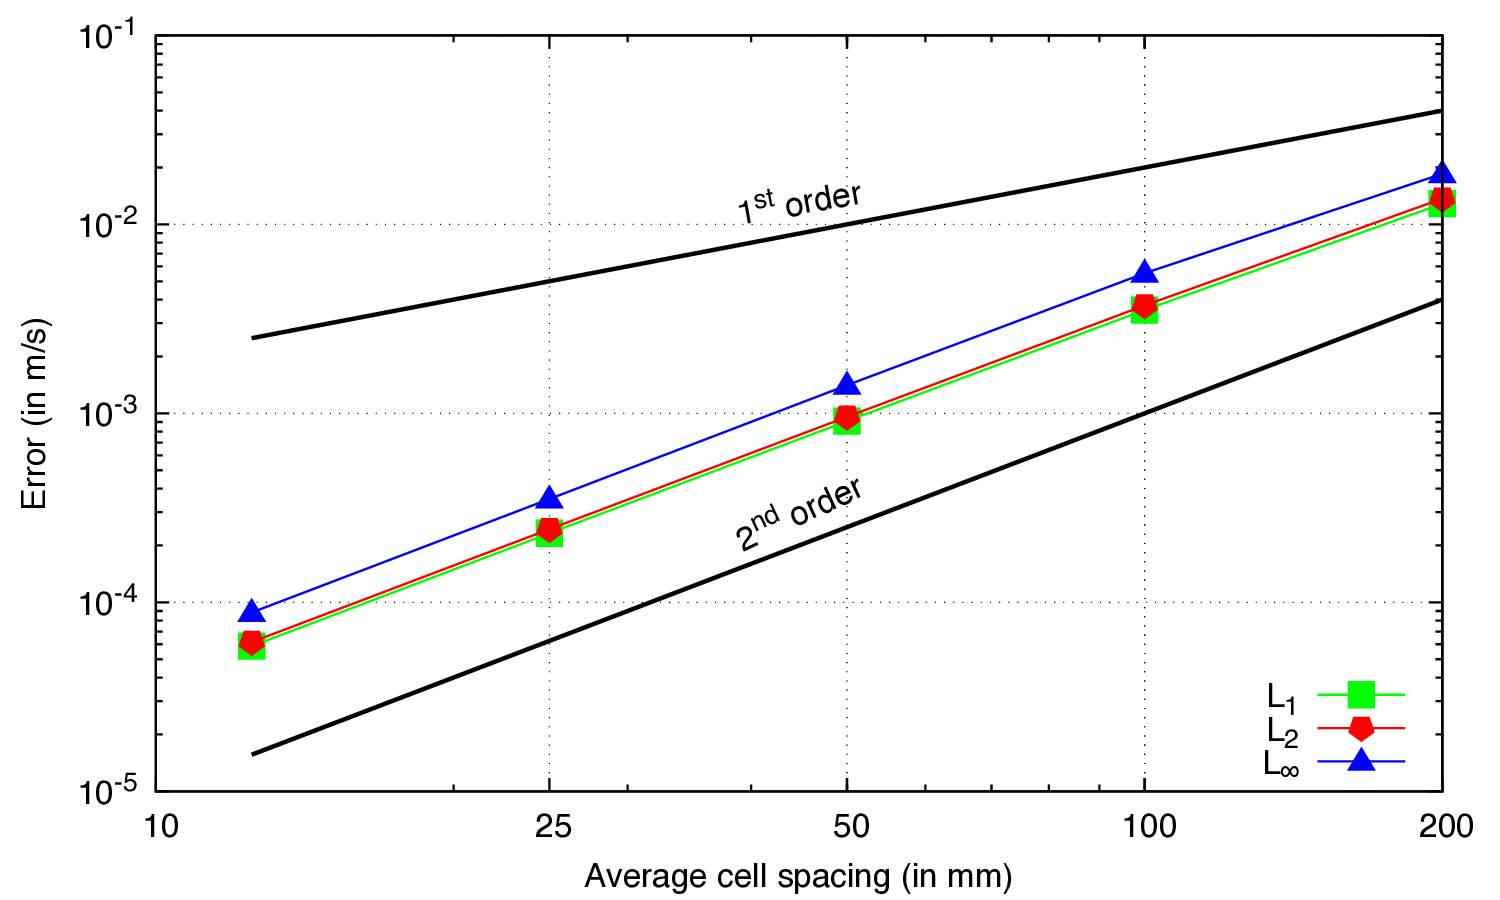 10⁻¹
10⁻²
10⁻³
10⁻⁴
10⁻⁵
Error (in m/s)
1ˢᵗ order
2ⁿᵈ order
L₁
L₂
L∞
10 25 50 100 200
Average cell spacing (in mm)